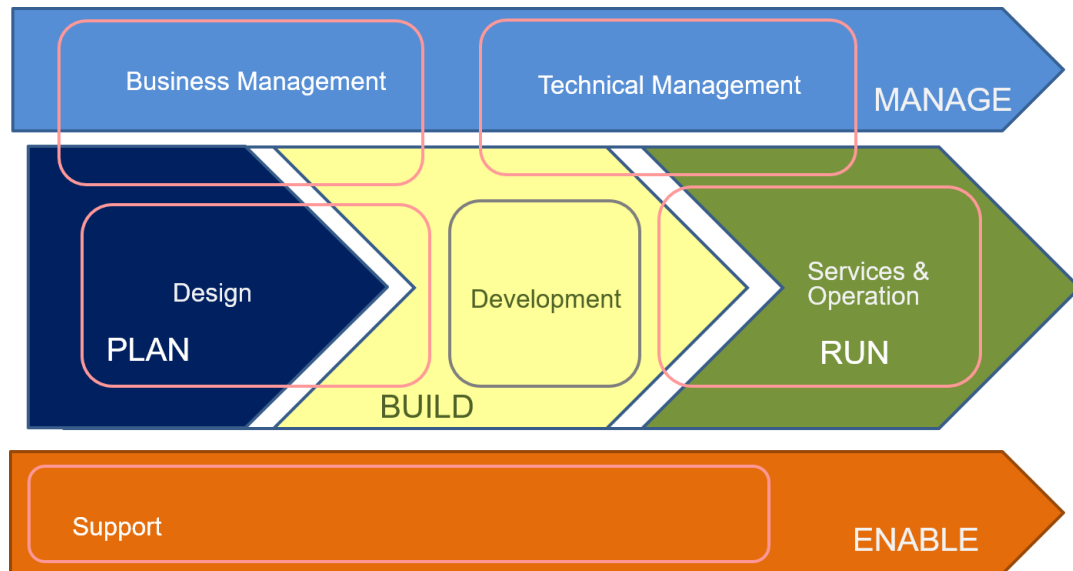 Business Management
Technical Management
MANAGE
Design
PLAN
Development
BUILD
Services &
Operation
RUN
Support
ENABLE